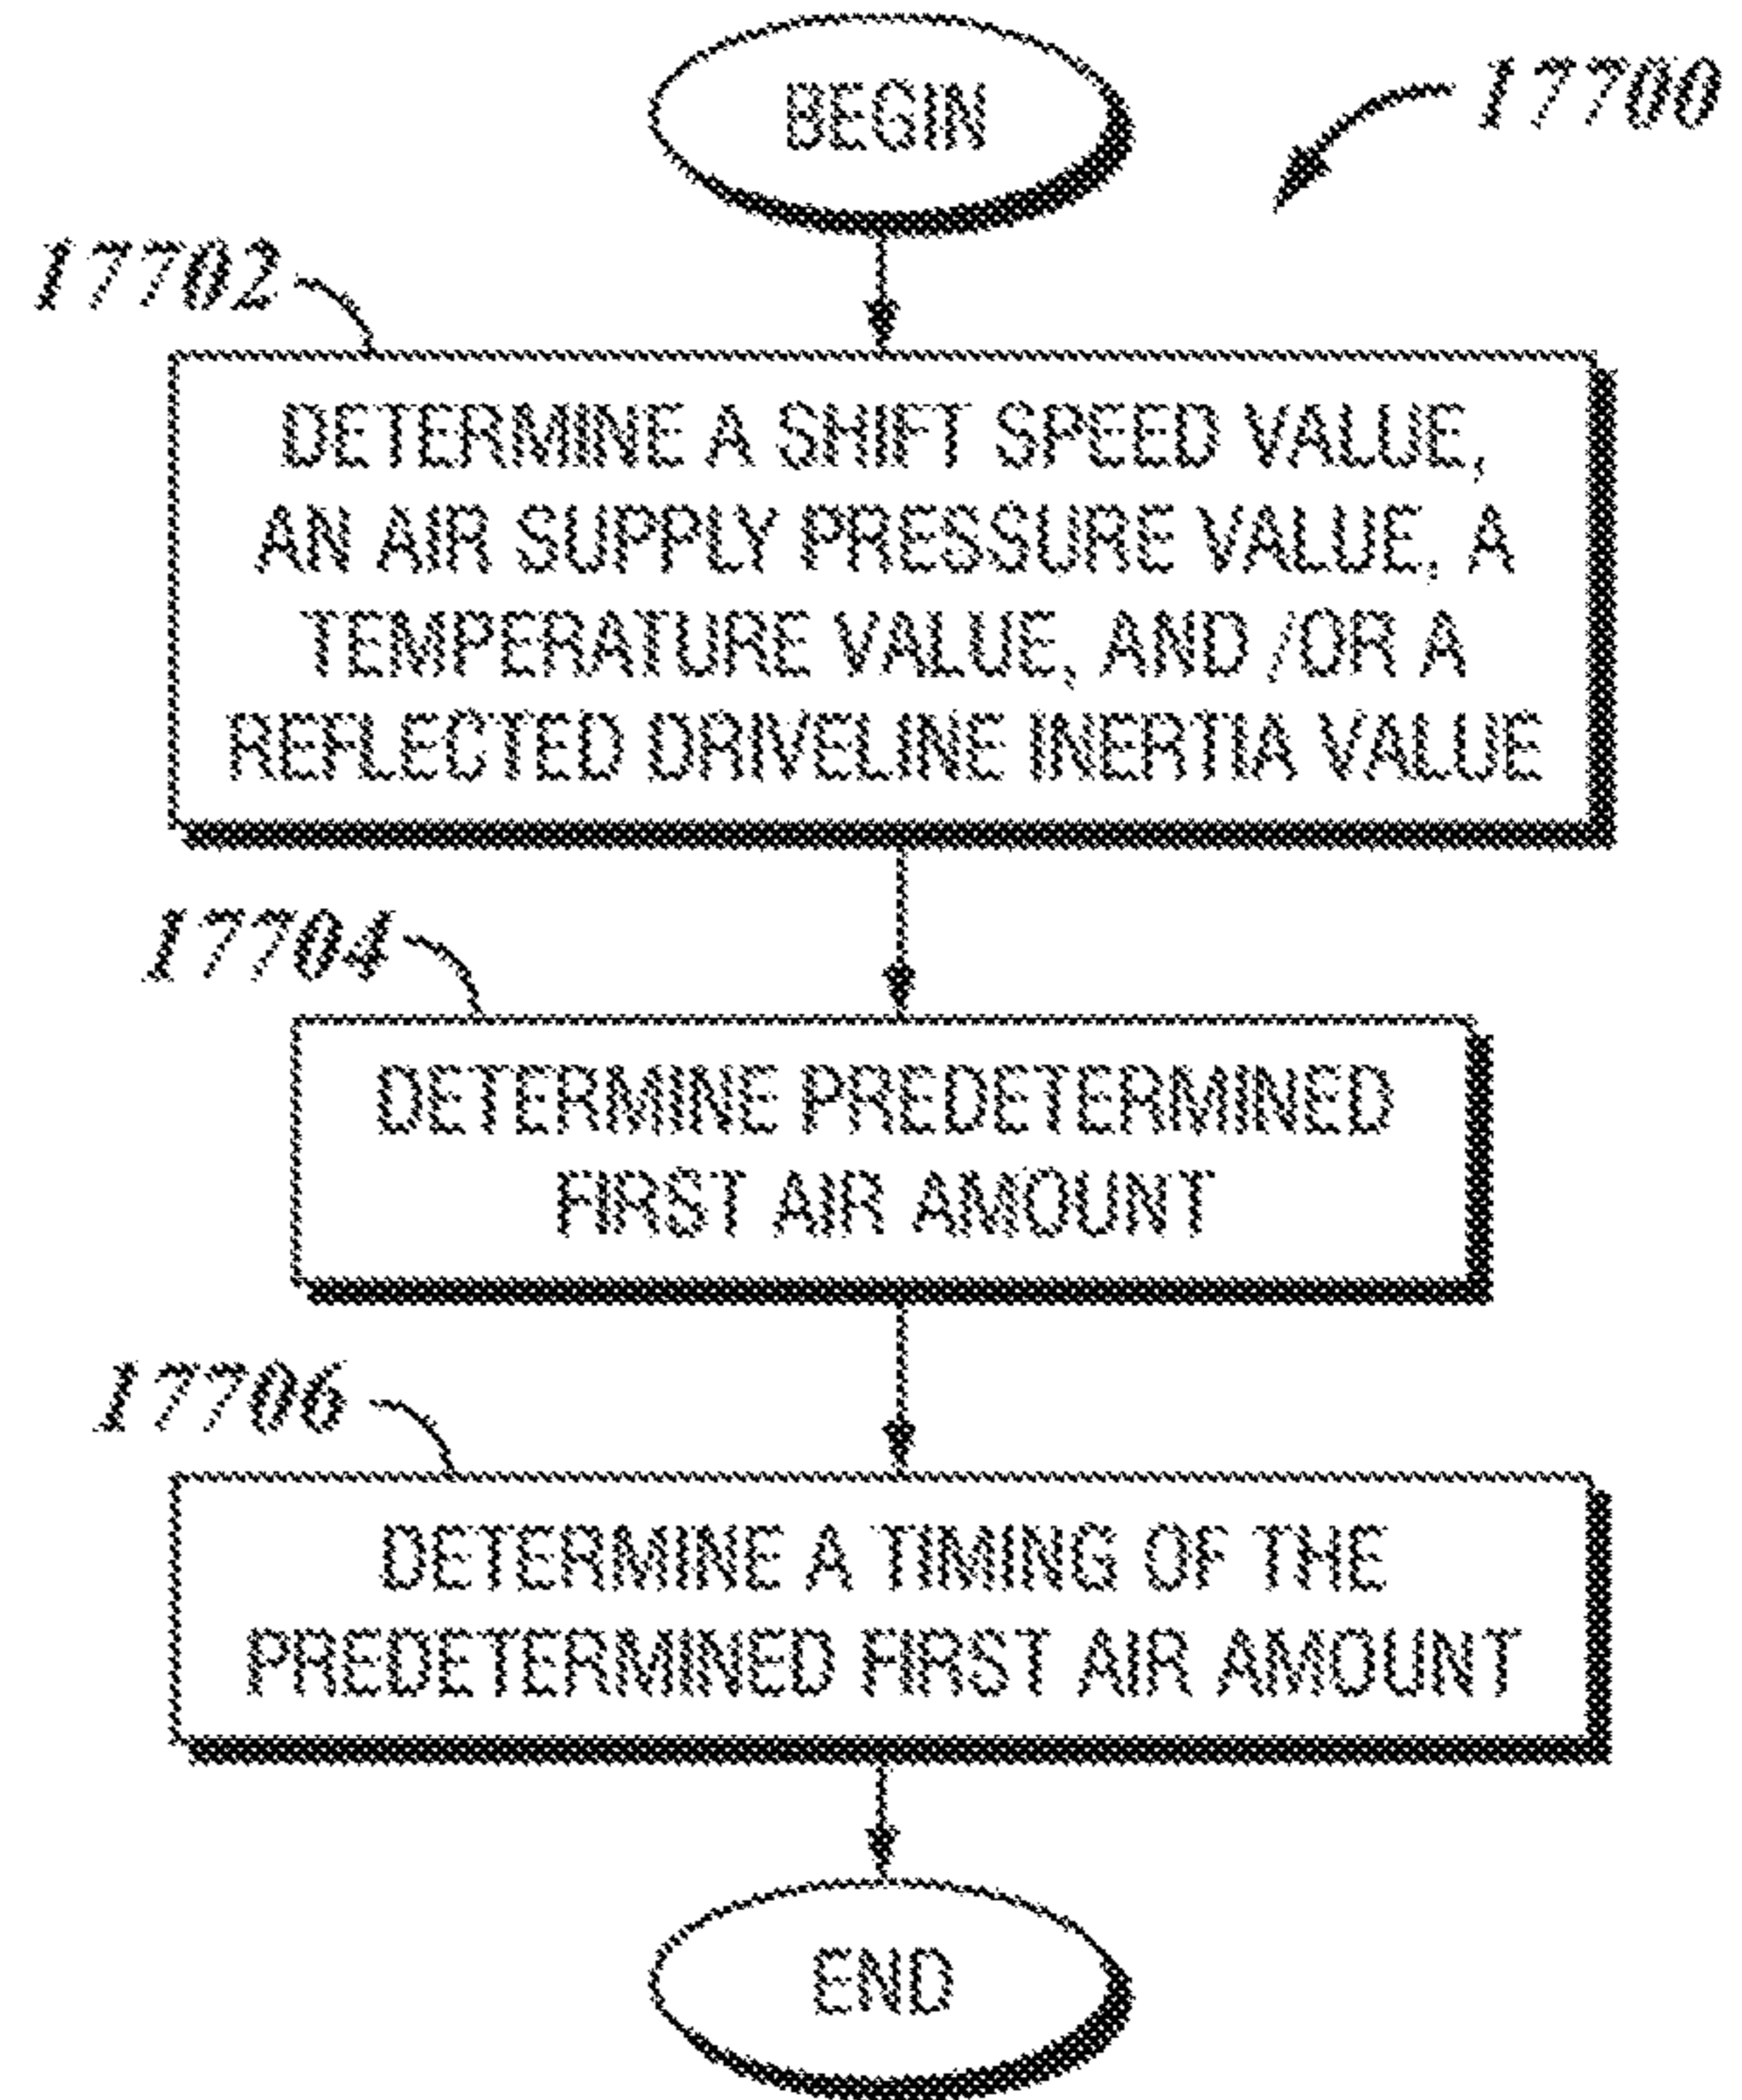 BEGIN
17700
17702
DETERMINE A SHIFT SPEED VALUE,
AN AIR SUPPLY PRESSURE VALUE, A
TEMPERATURE VALUE, AND /OR A
REFLECTED DRIVELINE INERTIA VALUE
17704
DETERMINE PREDETERMINED
FIRST AIR AMOUNT
17706
DETERMINE A TIMING OF THE
PREDETERMINED FIRST AIR AMOUNT
END